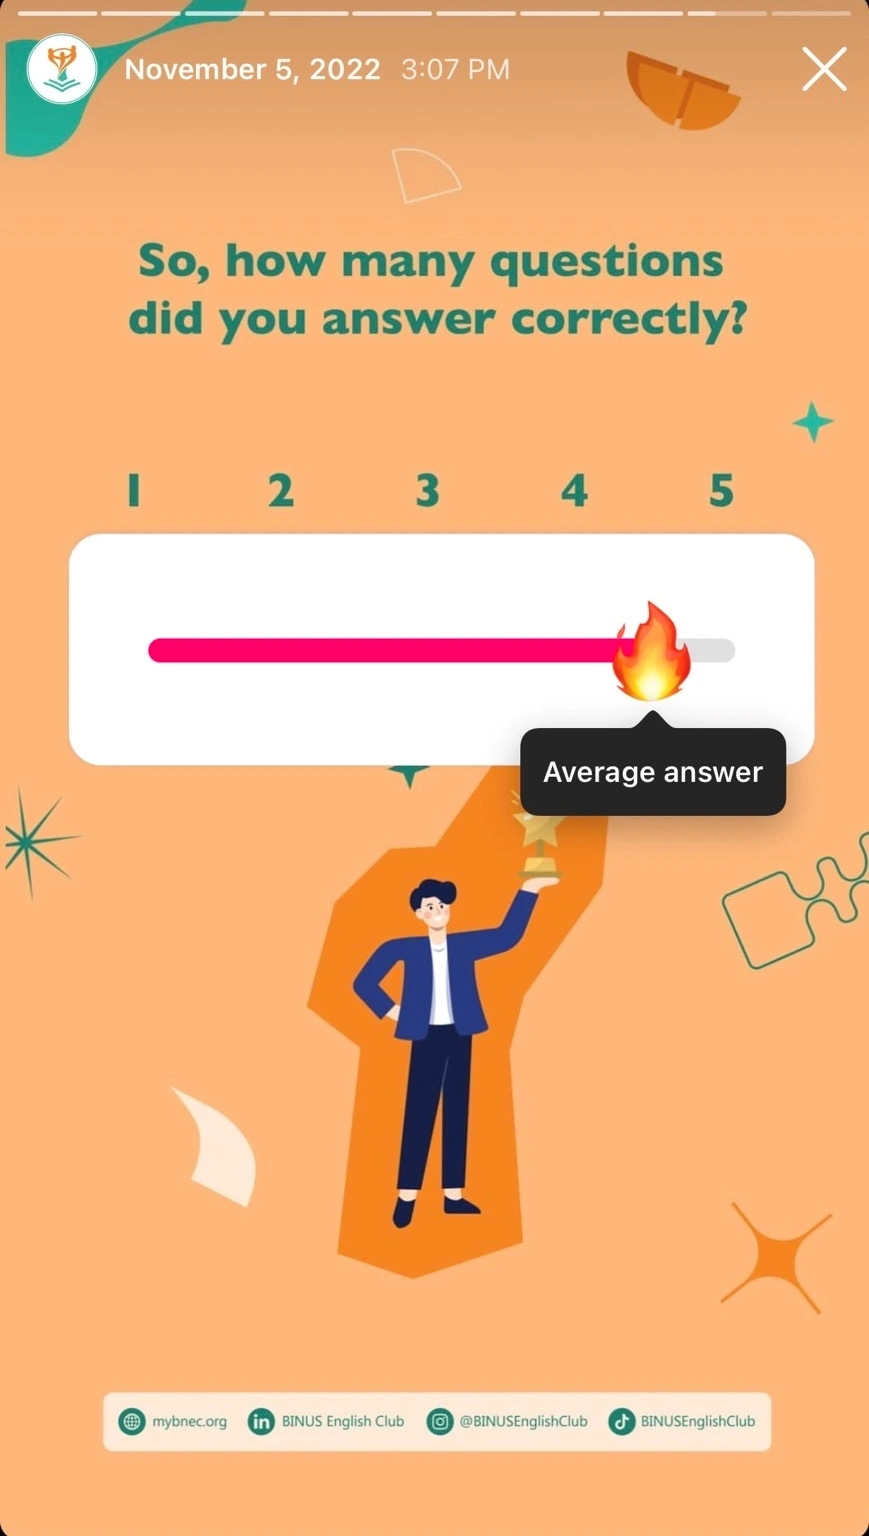 November 5, 2022 3:07 PM
So, how many questions
did you answer correctly?
1 2 3 4 5
Average answer
mybnec.org BINUS English Club @BINUSEnglishClub BINUSEnglishClub